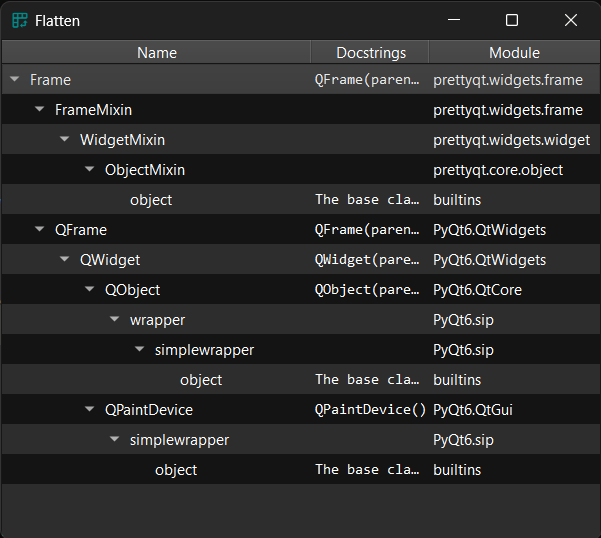 Flatten
Name Docstrings Module
Frame QFrame(paren… prettyqt.widgets.frame
FrameMixin prettyqt.widgets.frame
WidgetMixin prettyqt.widgets.widget
ObjectMixin prettyqt.core.object
object The base cla… builtins
QFrame QFrame(paren… PyQt6.QtWidgets
QWidget QWidget(pare… PyQt6.QtWidgets
QObject QObject(pare… PyQt6.QtCore
wrapper PyQt6.sip
simplewrapper PyQt6.sip
object The base cla… builtins
QPaintDevice QPaintDevice() PyQt6.QtGui
simplewrapper PyQt6.sip
object The base cla… builtins